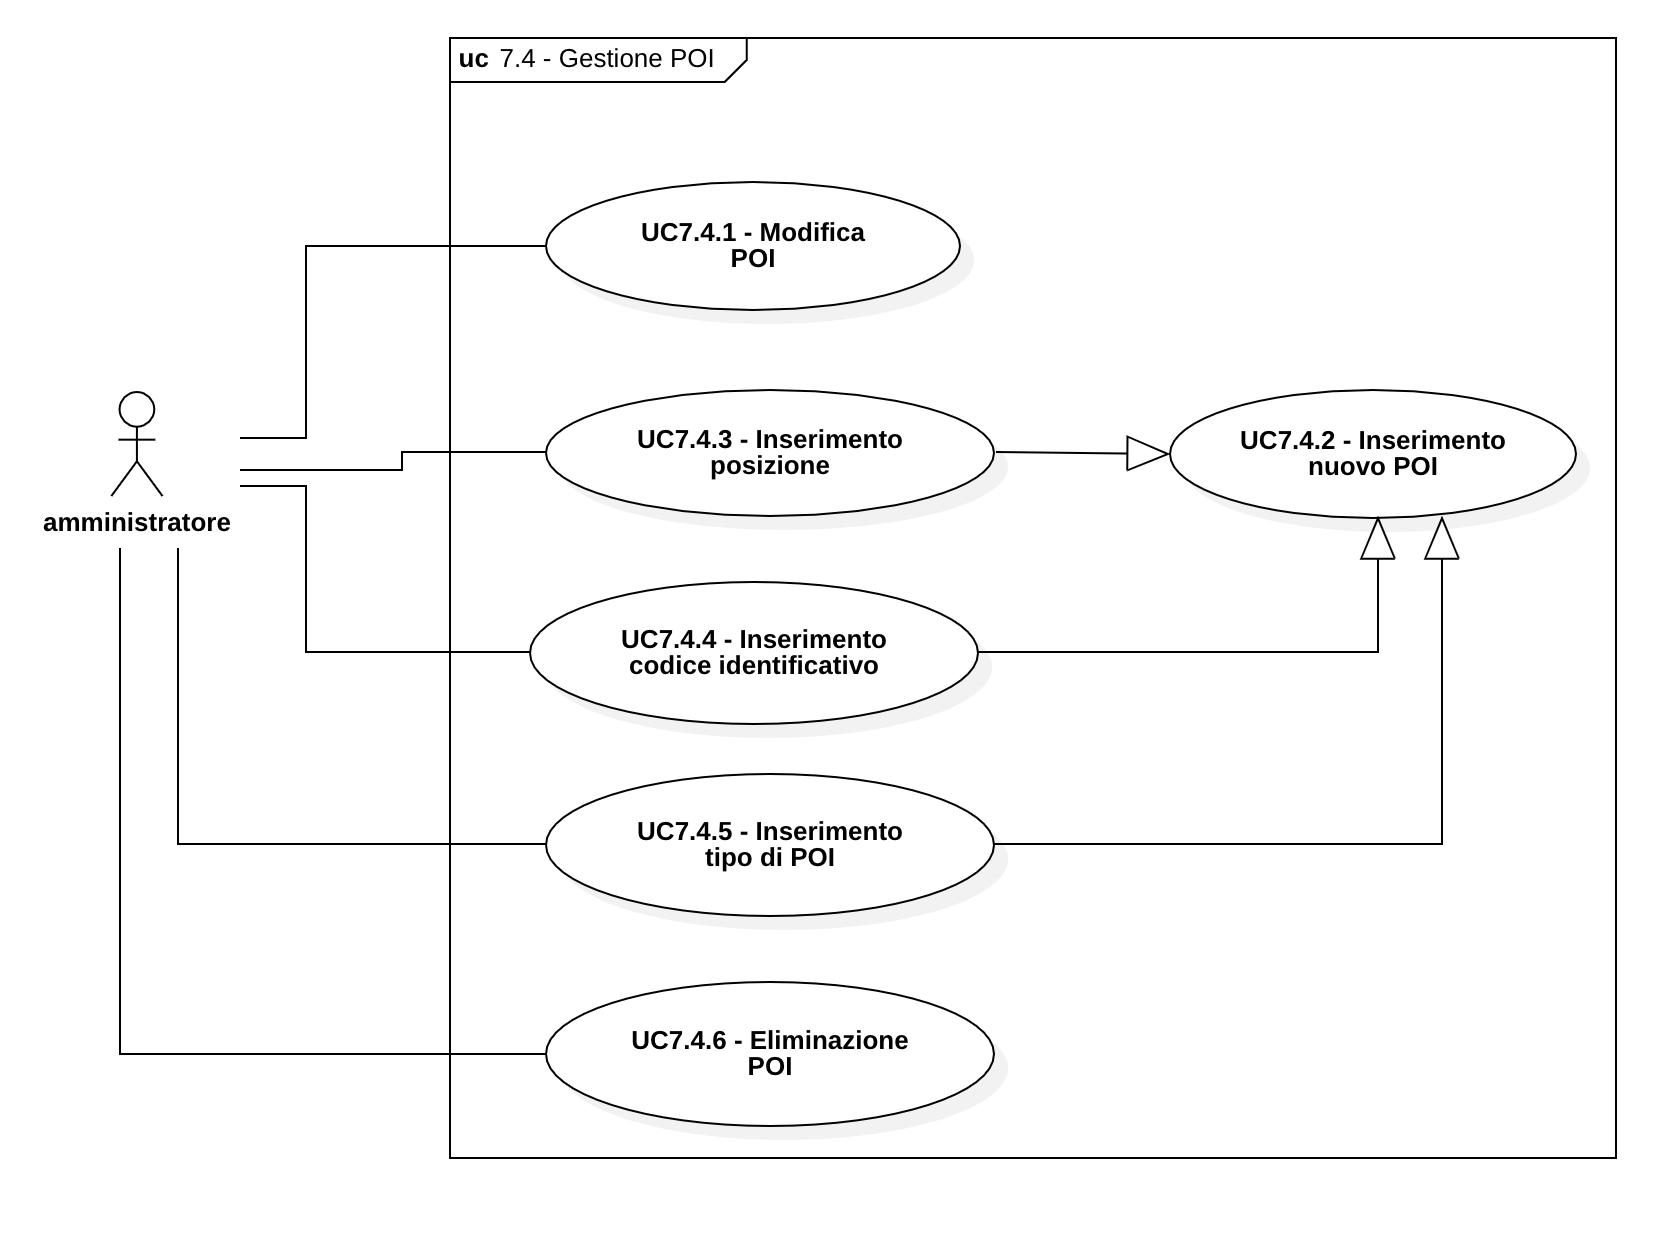 uc 7.4 - Gestione POI
UC7.4.1 - Modifica
POI
amministratore
UC7.4.3 - Inserimento
posizione
UC7.4.2 - Inserimento
nuovo POI
UC7.4.4 - Inserimento
codice identificativo
UC7.4.5 - Inserimento
tipo di POI
UC7.4.6 - Eliminazione
POI